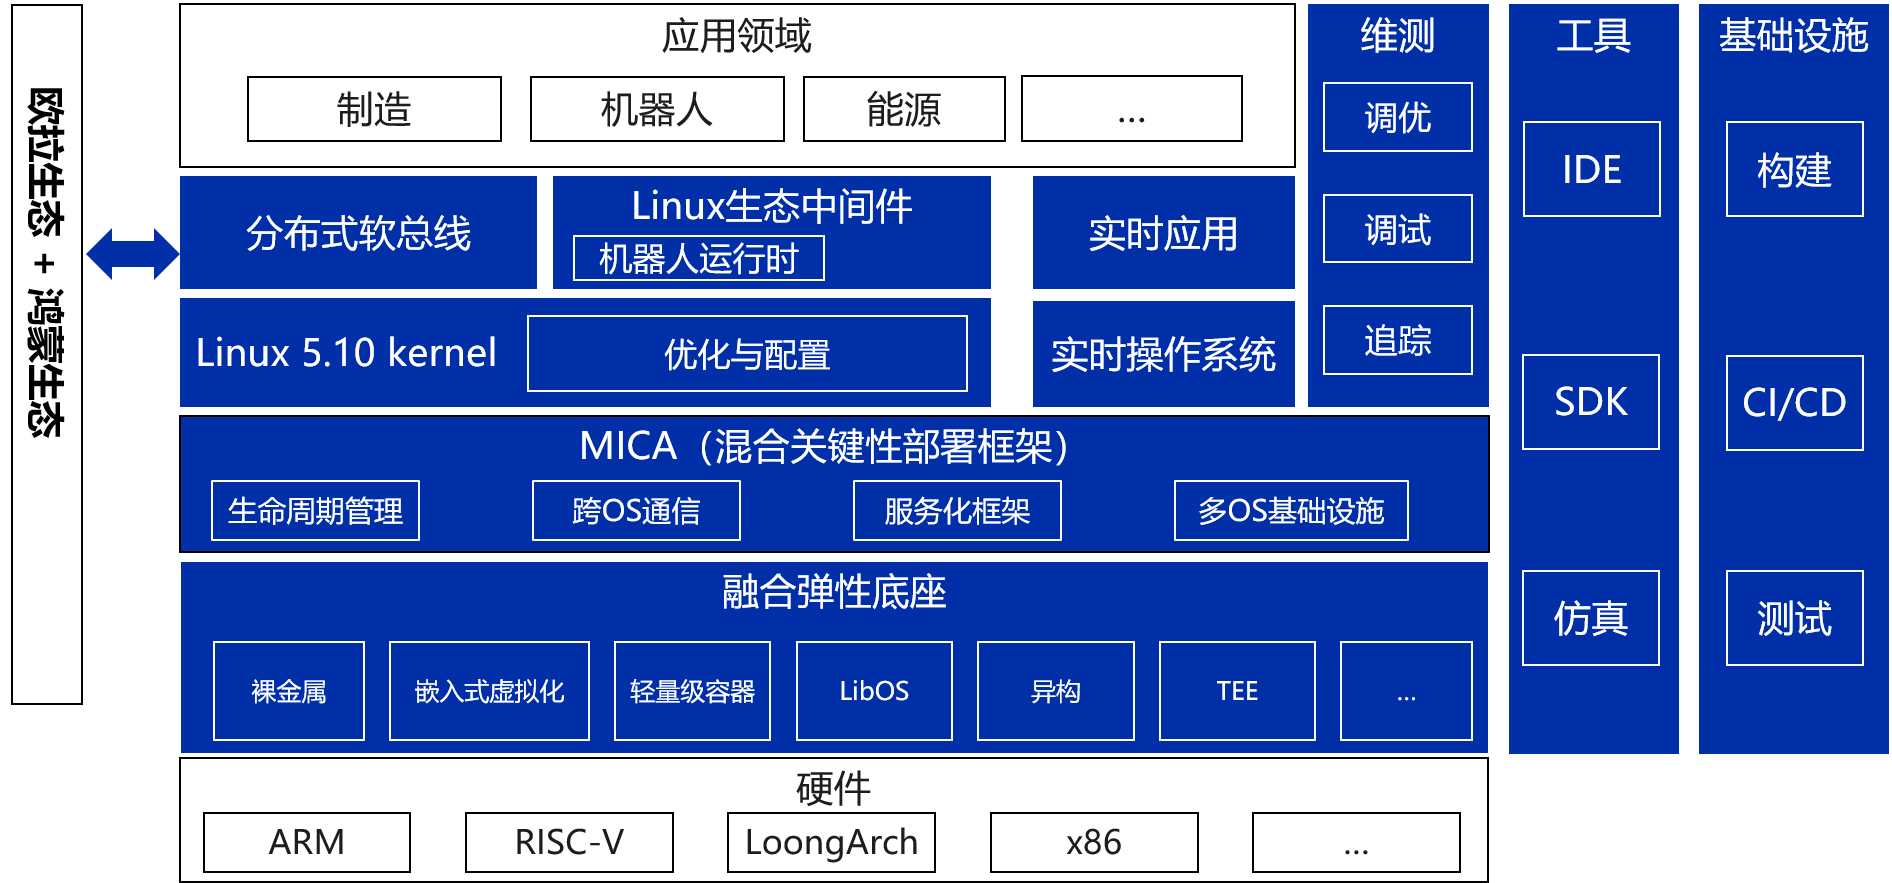 欧拉生态 + 鸿蒙生态
应用领域
制造
机器人
能源
...
分布式软总线
Linux生态中间件
机器人运行时
实时应用
Linux 5.10 kernel
优化与配置
实时操作系统
维测
调优
调试
追踪
MICA（混合关键性部署框架）
生命周期管理
跨OS通信
服务化框架
多OS基础设施
融合弹性底座
裸金属
嵌入式虚拟化
轻量级容器
LibOS
异构
TEE
...
硬件
ARM
RISC-V
LoongArch
x86
...
工具
IDE
SDK
仿真
基础设施
构建
CI/CD
测试